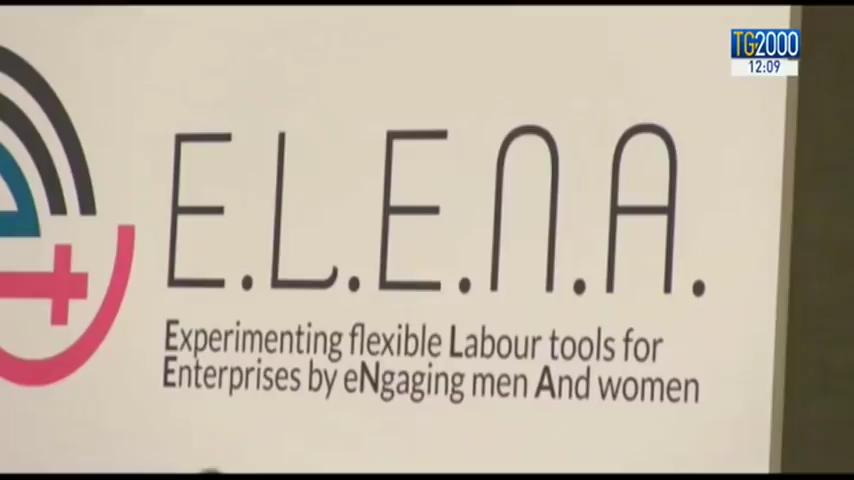 TG2000
12:09
E.L.E.N.A.
Experimenting flexible Labour tools for
Enterprises by eNgaging men And women